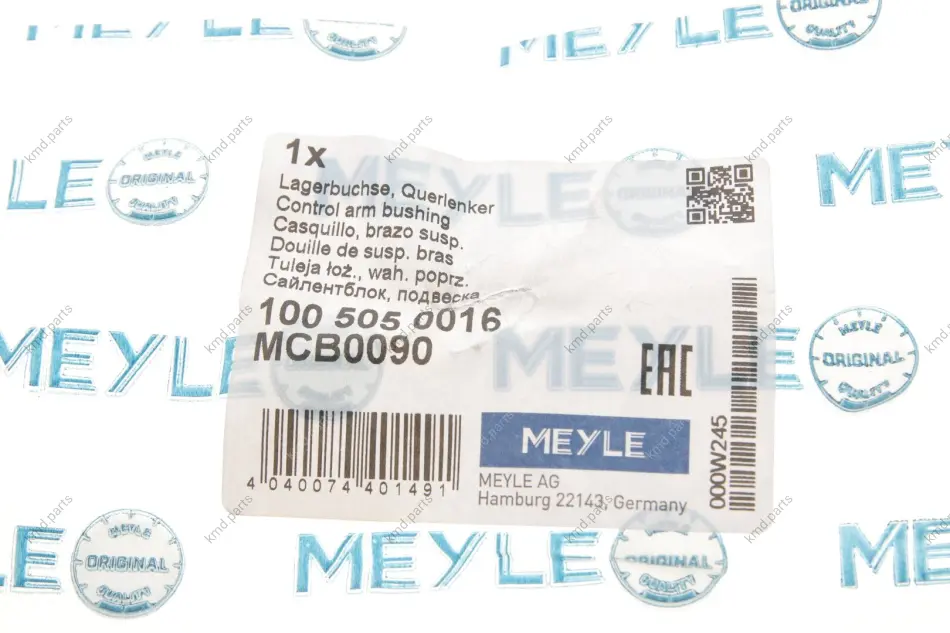 1x
Lagerbuchse, Querlenker
Control arm bushing
Casquillo, brazo susp.
Douille de susp. bras
Tuleja łoż., wah. poprz.
Сайлентблок, подвеска
100 505 0016
MCB0090
EAC
4 040074 401491
MEYLE
MEYLE AG
Hamburg 22143, Germany
000W245
MEYLE
ORIGINAL
QUALITY
kmd.parts